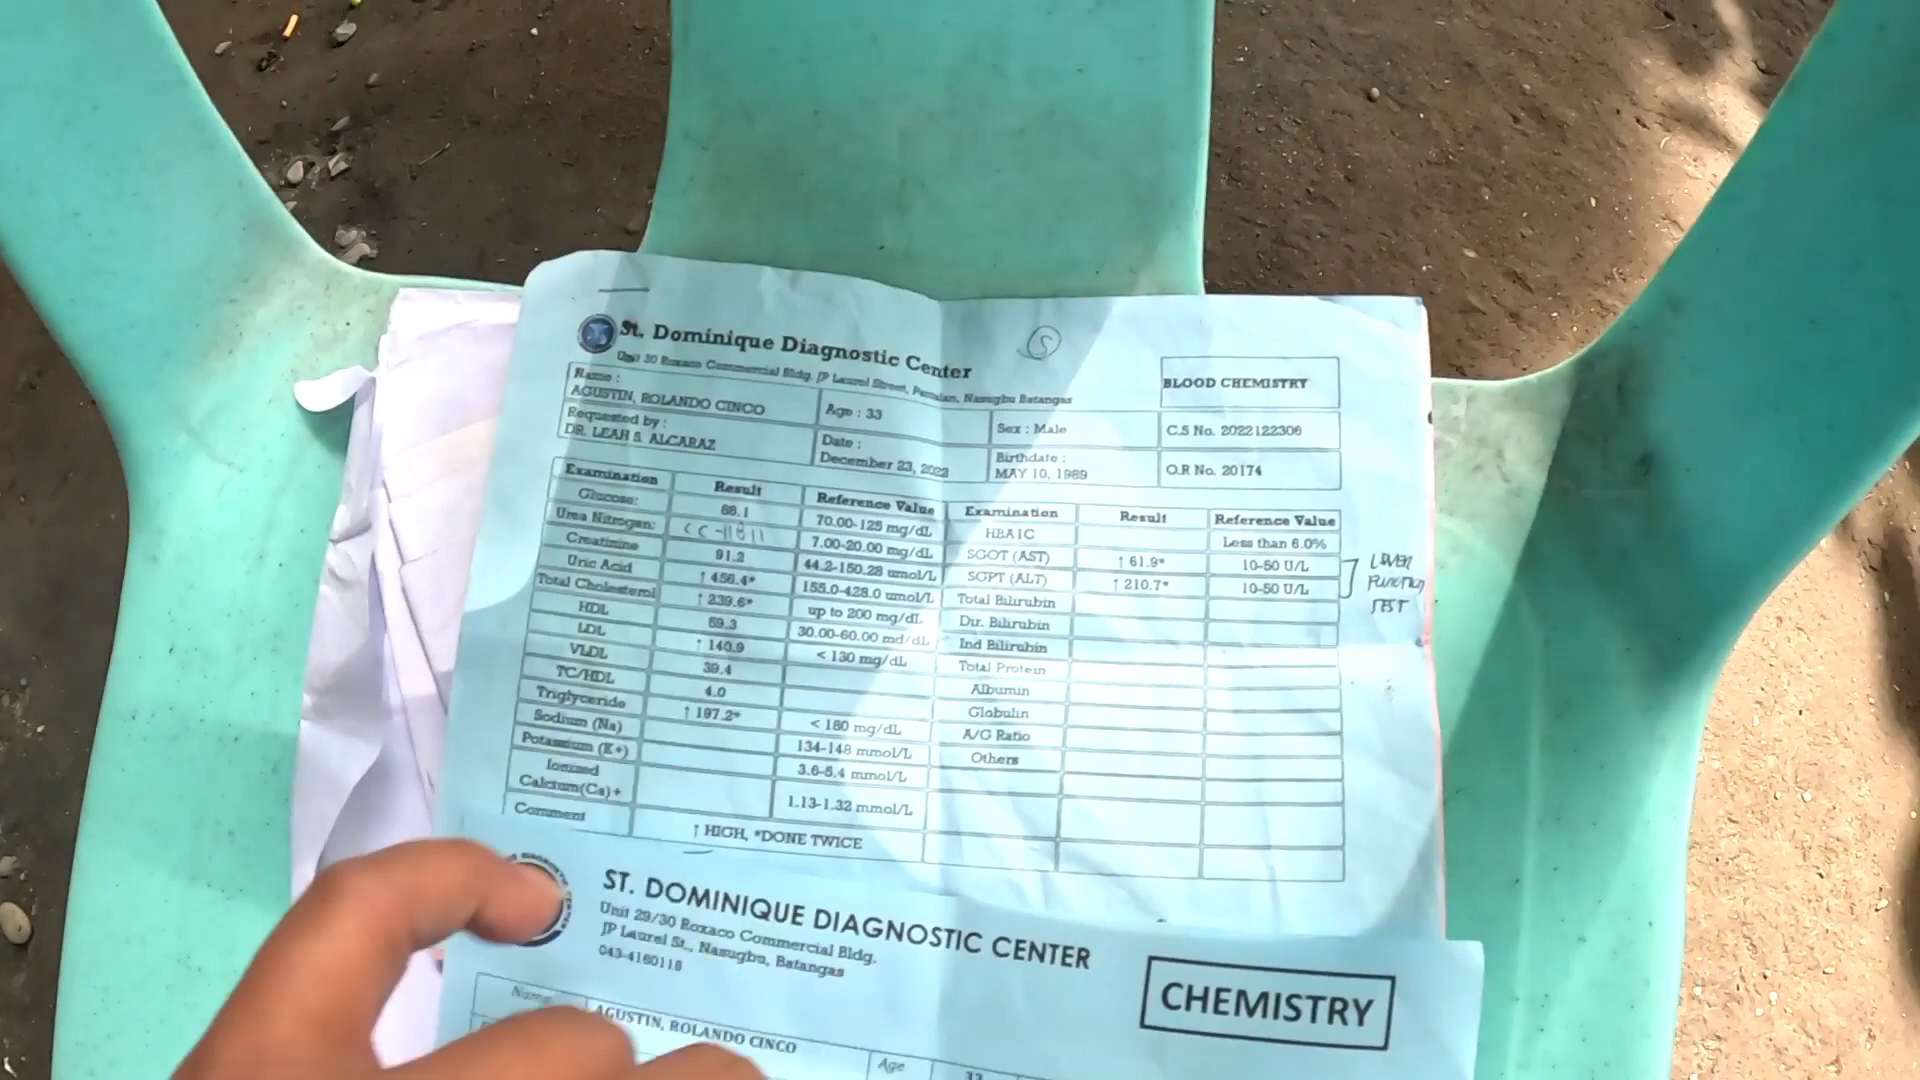 St. Dominique Diagnostic Center
Unit 30 Roxaco Commercial Bldg. JP Laurel Street, Pantalan, Nasugbu Batangas
BLOOD CHEMISTRY
Name :
AGUSTIN, ROLANDO CINCO
Age : 33
Sex : Male
C.S No. 2022122306
Requested by :
DR. LEAH S. ALCARAZ
Date :
December 23, 2022
Birthdate :
MAY 10, 1989
O.R No. 20174
Examination Result Reference Value
Glucose: 88.1 70.00-125 mg/dL
Urea Nitrogen: 7.00-20.00 mg/dL
Creatinine 91.2 44.2-150.28 umol/L
Uric Acid ↑ 456.4* 155.0-428.0 umol/L
Total Cholesterol ↑ 239.6* up to 200 mg/dL
HDL 59.3 30.00-60.00 md/dL
LDL ↑ 140.9 < 130 mg/dL
VLDL 39.4
TC/HDL 4.0
Triglyceride ↑ 197.2* < 180 mg/dL
Sodium (Na) 134-148 mmol/L
Potassium (K+) 3.6-5.4 mmol/L
Ionized
Calcium(Ca)+ 1.13-1.32 mmol/L
Comment ↑ HIGH, *DONE TWICE
Examination Result Reference Value
HBA1C Less than 6.0%
SGOT (AST) ↑ 61.9* 10-50 U/L
SGPT (ALT) ↑ 210.7* 10-50 U/L
Total Bilirubin
Dir. Bilirubin
Ind Bilirubin
Total Protein
Albumin
Globulin
A/G Ratio
Others
LIVER
FUNCTION
TEST
ST. DOMINIQUE DIAGNOSTIC CENTER
Unit 29/30 Roxaco Commercial Bldg.
JP Laurel St., Nasugbu, Batangas
043-4160118
CHEMISTRY
Name AGUSTIN, ROLANDO CINCO
Age 33